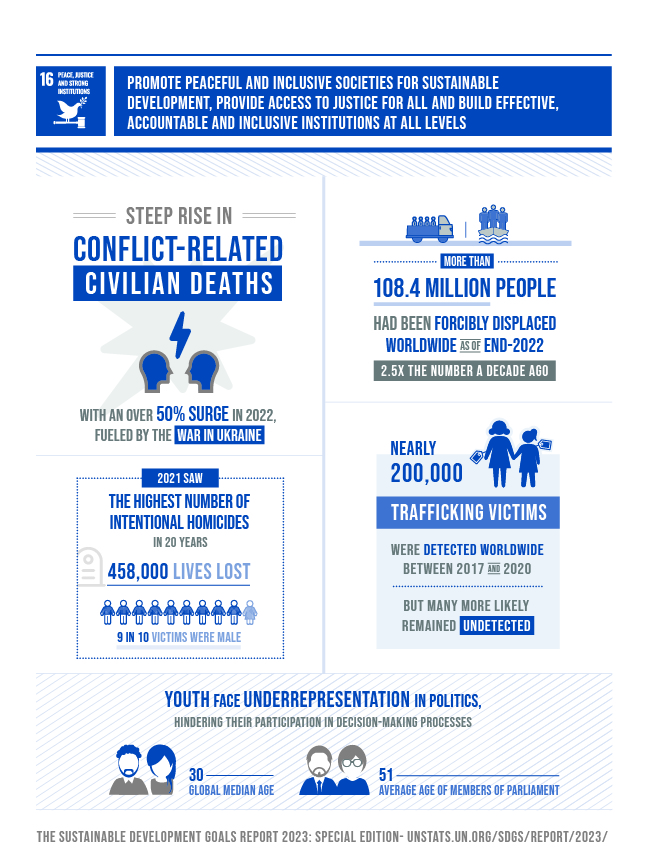 16 PEACE, JUSTICE
AND STRONG
INSTITUTIONS
PROMOTE PEACEFUL AND INCLUSIVE SOCIETIES FOR SUSTAINABLE
DEVELOPMENT, PROVIDE ACCESS TO JUSTICE FOR ALL AND BUILD EFFECTIVE,
ACCOUNTABLE AND INCLUSIVE INSTITUTIONS AT ALL LEVELS
STEEP RISE IN
CONFLICT-RELATED
CIVILIAN DEATHS
WITH AN OVER 50% SURGE IN 2022,
FUELED BY THE WAR IN UKRAINE
2021 SAW
THE HIGHEST NUMBER OF
INTENTIONAL HOMICIDES
IN 20 YEARS
458,000 LIVES LOST
9 IN 10 VICTIMS WERE MALE
MORE THAN
108.4 MILLION PEOPLE
HAD BEEN FORCIBLY DISPLACED
WORLDWIDE AS OF END-2022
2.5X THE NUMBER A DECADE AGO
NEARLY
200,000
TRAFFICKING VICTIMS
WERE DETECTED WORLDWIDE
BETWEEN 2017 AND 2020
BUT MANY MORE LIKELY
REMAINED UNDETECTED
YOUTH FACE UNDERREPRESENTATION IN POLITICS,
HINDERING THEIR PARTICIPATION IN DECISION-MAKING PROCESSES
30
GLOBAL MEDIAN AGE
51
AVERAGE AGE OF MEMBERS OF PARLIAMENT
THE SUSTAINABLE DEVELOPMENT GOALS REPORT 2023: SPECIAL EDITION- UNSTATS.UN.ORG/SDGS/REPORT/2023/